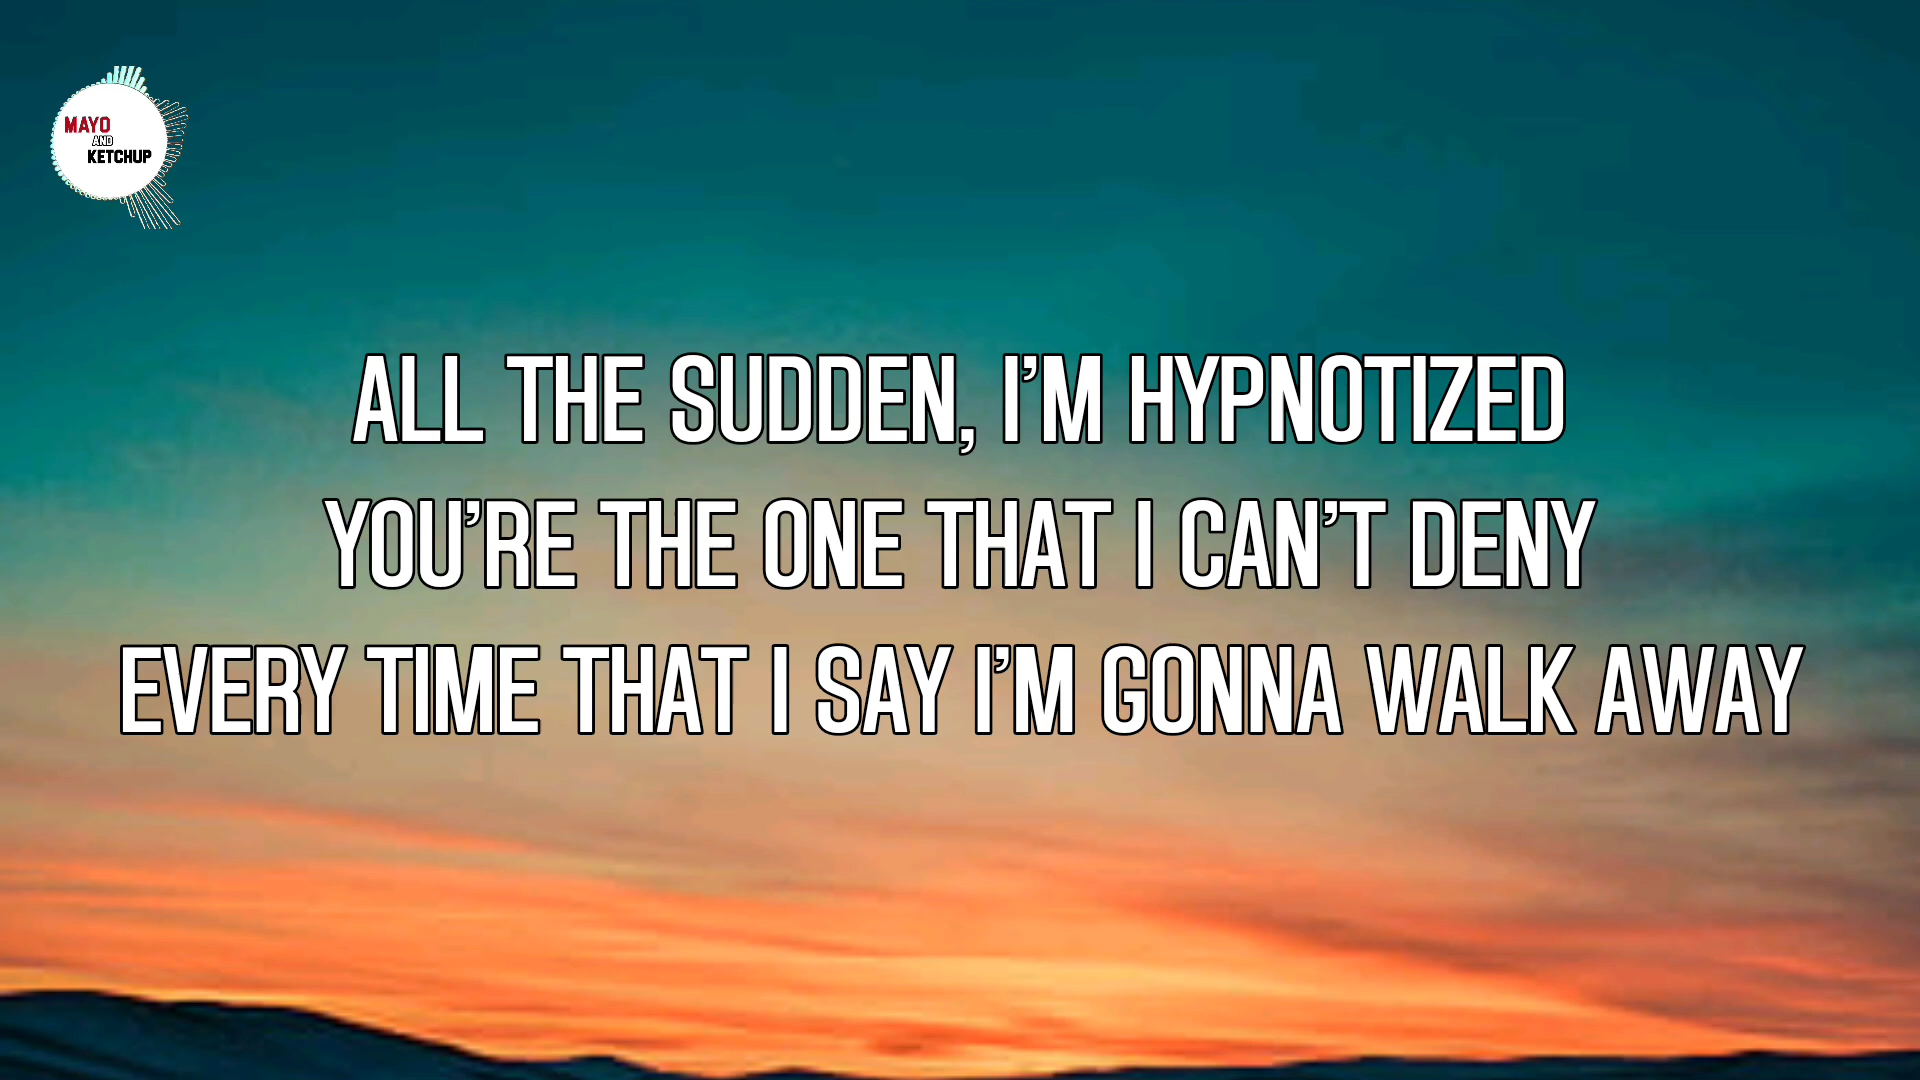 MAYO
AND
KETCHUP
ALL THE SUDDEN, I'M HYPNOTIZED
YOU'RE THE ONE THAT I CAN'T DENY
EVERY TIME THAT I SAY I'M GONNA WALK AWAY